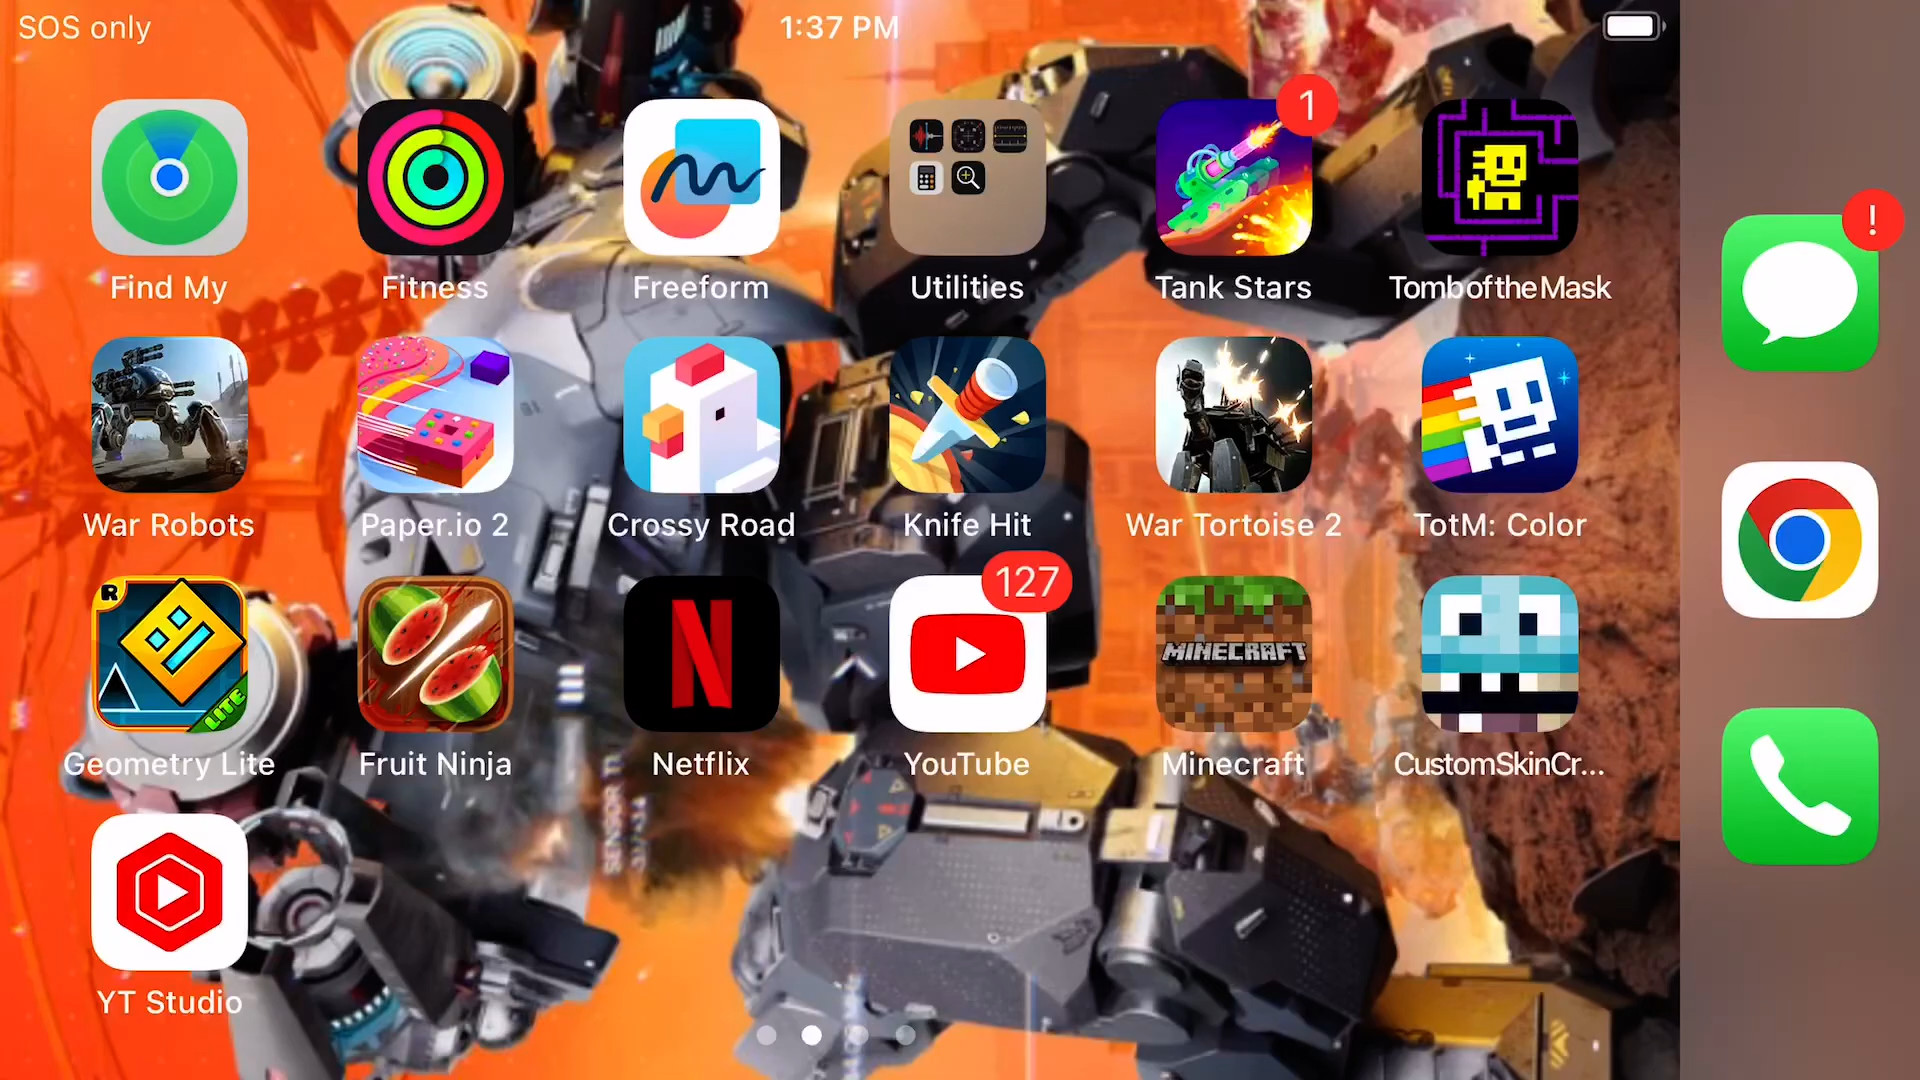 SOS only
1:37 PM
1
Find My
Fitness
Freeform
Utilities
Tank Stars
TomboftheMask
!
War Robots
Paper.io 2
Crossy Road
Knife Hit
War Tortoise 2
TotM: Color
R
LITE
127
MINECRAFT
Geometry Lite
Fruit Ninja
Netflix
YouTube
Minecraft
CustomSkinCr...
YT Studio